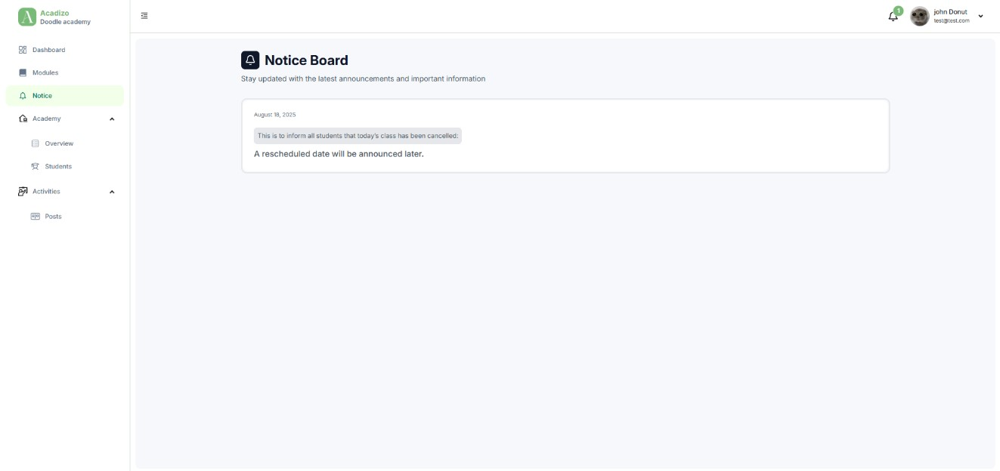 Acadizo
Doodle academy
Dashboard
Modules
Notice
Academy
Overview
Students
Activities
Posts
1
john Donut
test@test.com
Notice Board
Stay updated with the latest announcements and important information
August 18, 2025
This is to inform all students that today's class has been cancelled:
A rescheduled date will be announced later.